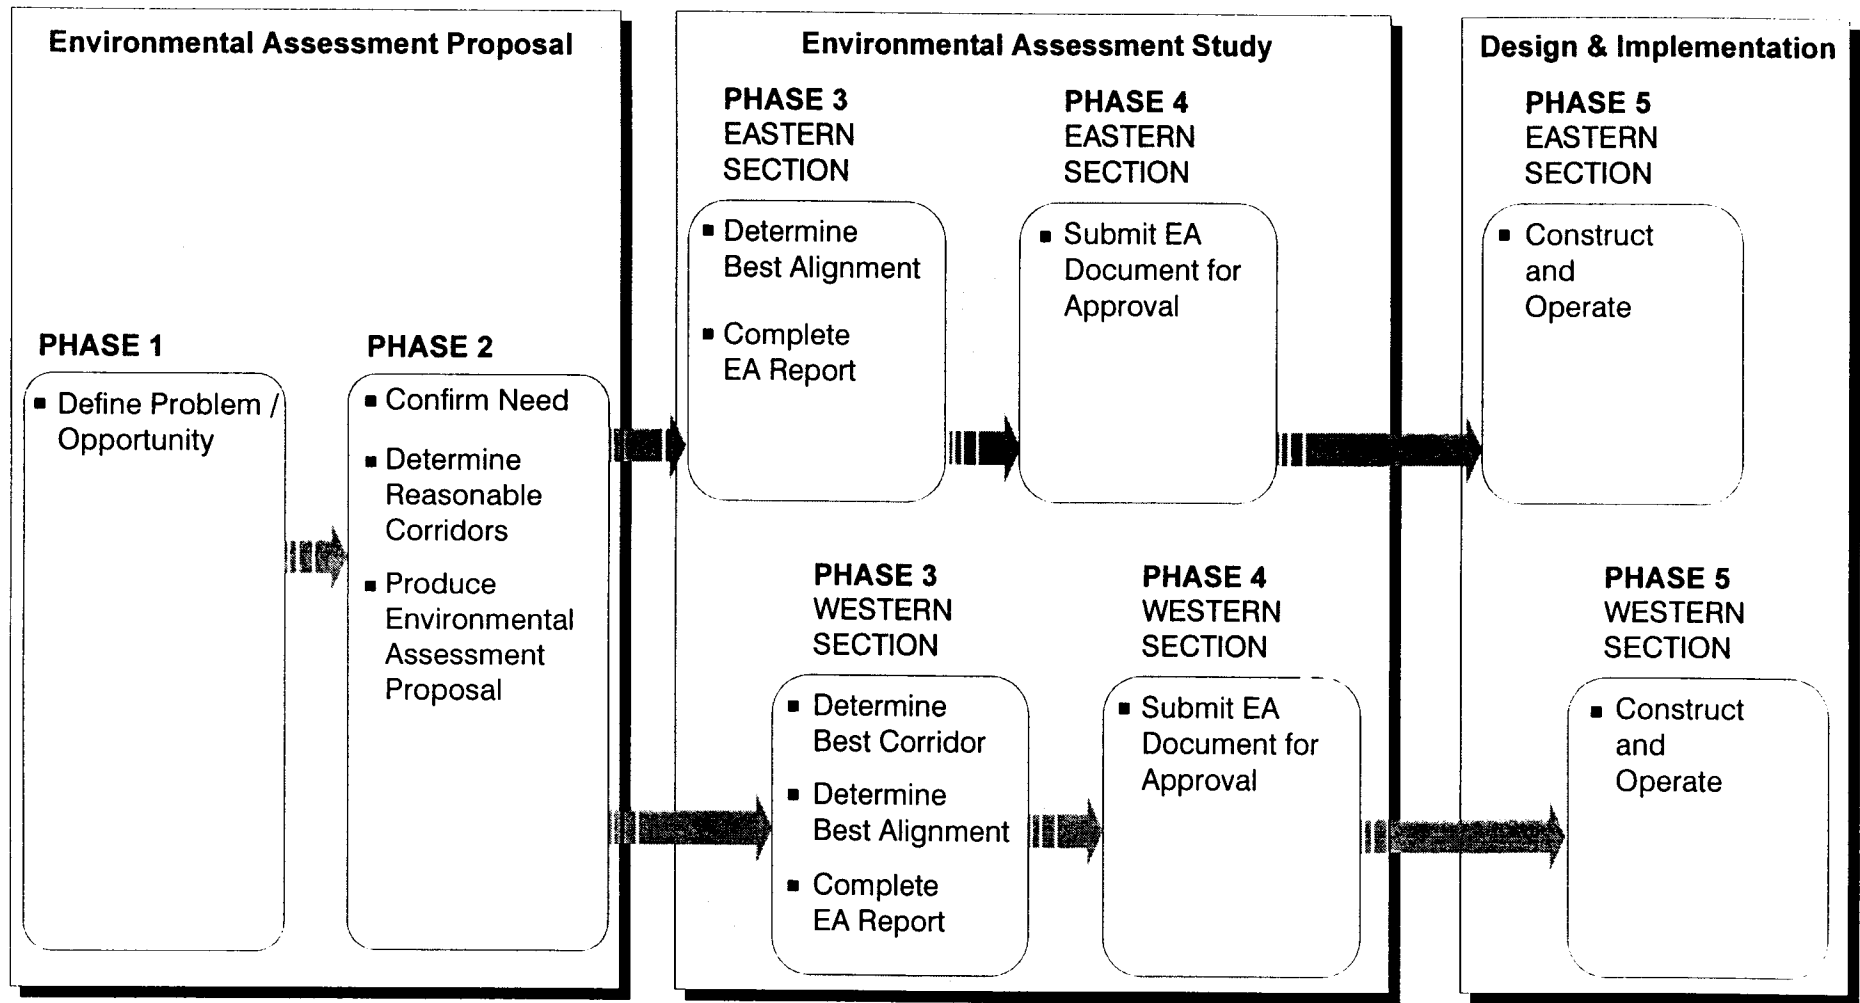 Environmental Assessment Proposal
PHASE 1
▪ Define Problem /
Opportunity
PHASE 2
▪ Confirm Need
▪ Determine
Reasonable
Corridors
▪ Produce
Environmental
Assessment
Proposal
Environmental Assessment Study
PHASE 3
EASTERN
SECTION
▪ Determine
Best Alignment
▪ Complete
EA Report
PHASE 4
EASTERN
SECTION
▪ Submit EA
Document for
Approval
PHASE 3
WESTERN
SECTION
▪ Determine
Best Corridor
▪ Determine
Best Alignment
▪ Complete
EA Report
PHASE 4
WESTERN
SECTION
▪ Submit EA
Document for
Approval
Design & Implementation
PHASE 5
EASTERN
SECTION
▪ Construct
and
Operate
PHASE 5
WESTERN
SECTION
▪ Construct
and
Operate